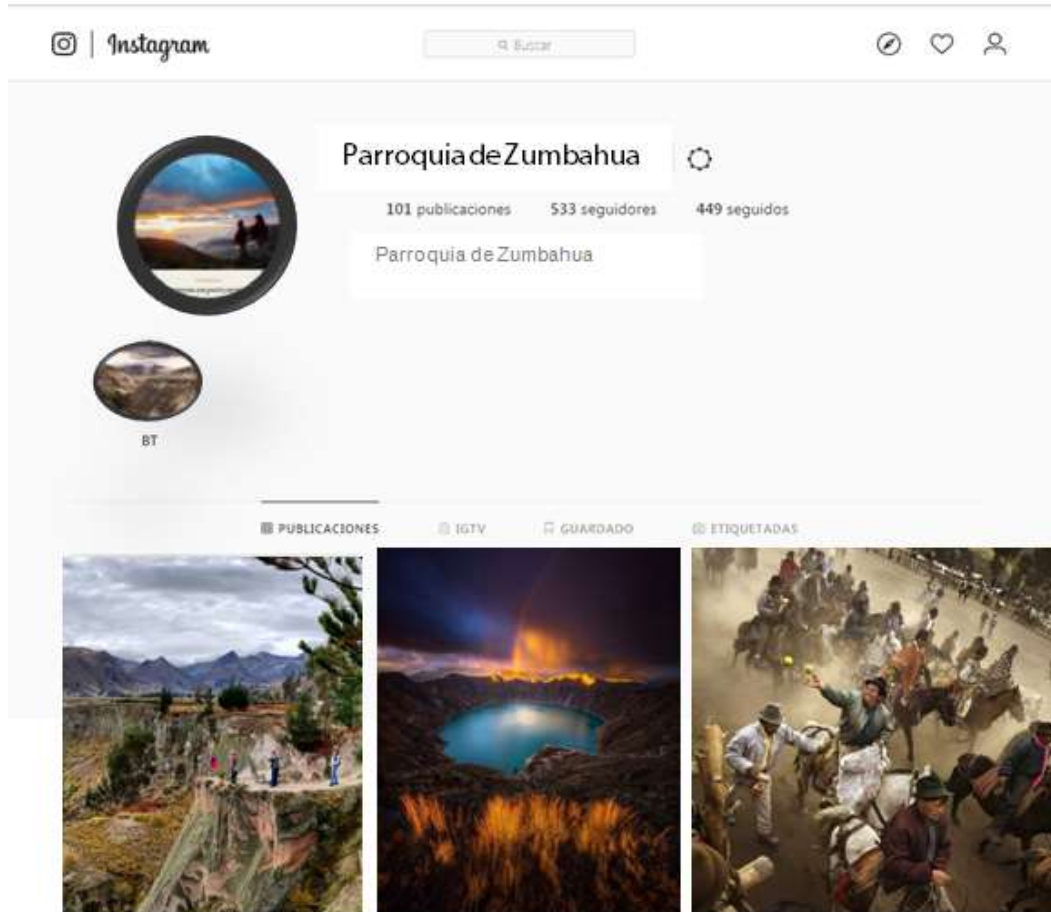 Instagram
Buscar
Parroquia de Zumbahua
101 publicaciones 533 seguidores 449 seguidos
Parroquia de Zumbahua
BT
PUBLICACIONES IGTV GUARDADO ETIQUETADAS